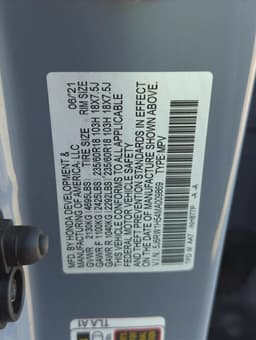 MFD. BY HONDA DEVELOPMENT & 06/21
MANUFACTURING OF AMERICA, LLC
TIRE SIZE RIM SIZE
GVWR 2130KG (4695LBS)
GAWR F 1100KG (2425LBS) 235/60R18 103H 18X7.5J
GAWR R 1040KG (2292LBS) 235/60R18 103H 18X7.5J
THIS VEHICLE CONFORMS TO ALL APPLICABLE
FEDERAL MOTOR VEHICLE SAFETY
AND THEFT PREVENTION STANDARDS IN EFFECT
ON THE DATE OF MANUFACTURE SHOWN ABOVE.
V.I.N.: TYPE: MPV
TLA A1